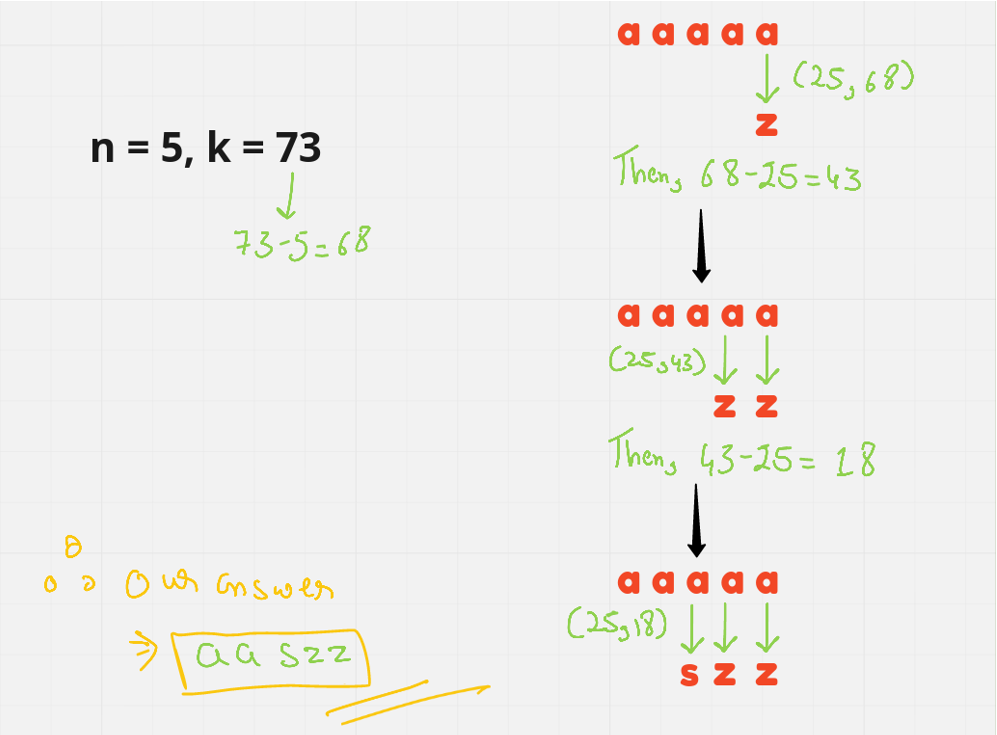 n = 5, k = 73
73-5=68
a a a a a
(25, 68)
z
Then, 68-25=43
a a a a a
(25,43)
z z
Then, 43-25= 18
a a a a a
(25,18)
s z z
Our answer
⇒ aaszz